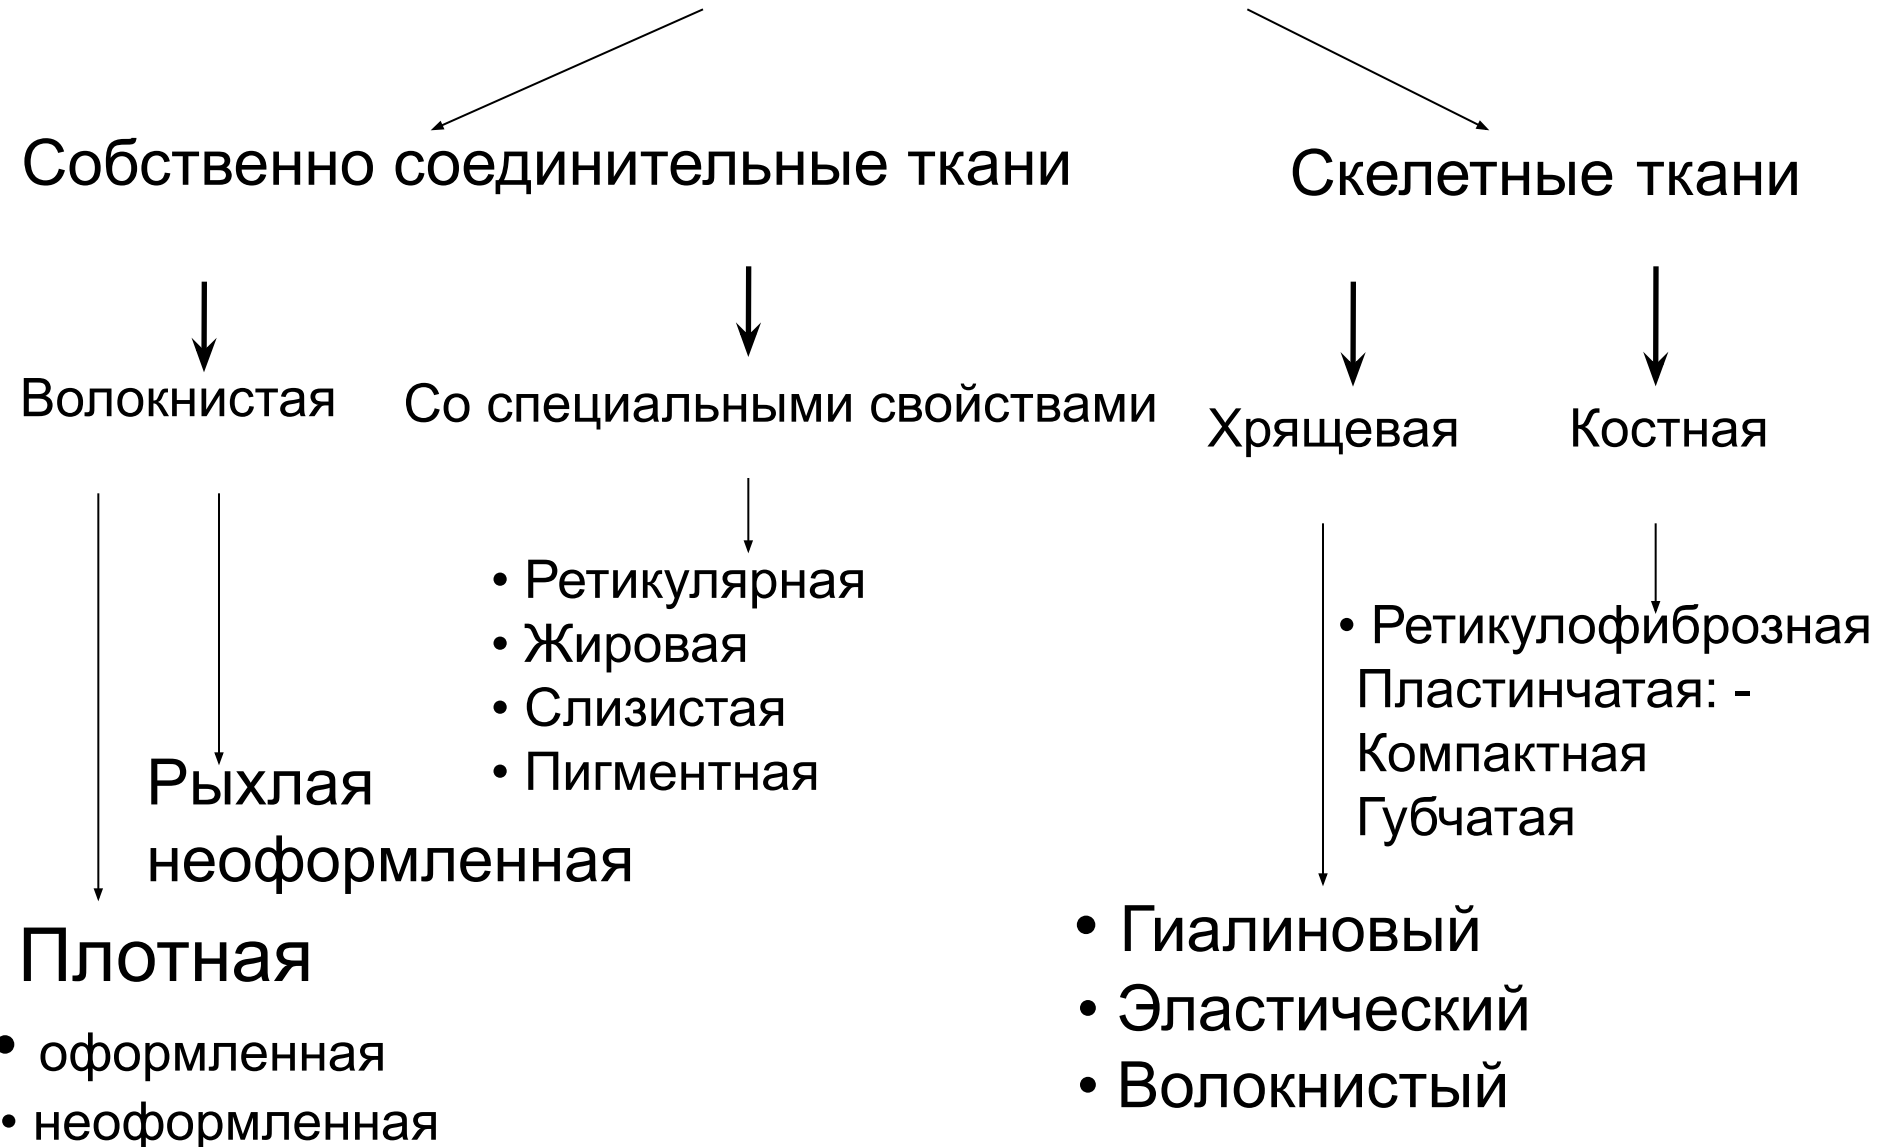 Собственно соединительные ткани
Скелетные ткани
Волокнистая
Со специальными свойствами
Хрящевая
Костная
• Ретикулярная
• Жировая
• Слизистая
• Пигментная
• Ретикулофиброзная
Пластинчатая: -
Компактная
Губчатая
Рыхлая
неоформленная
Плотная
• оформленная
• неоформленная
• Гиалиновый
• Эластический
• Волокнистый